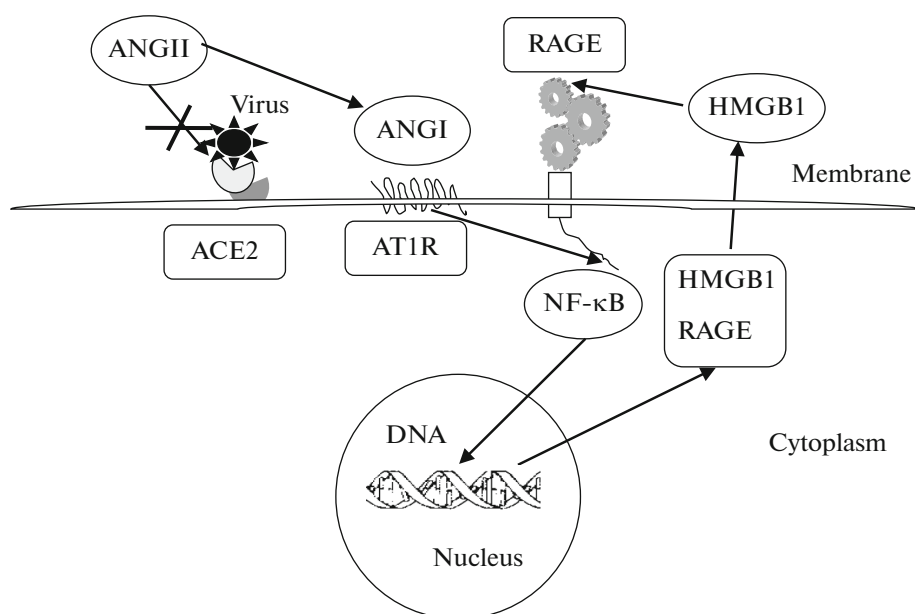 ANGII
RAGE
Virus
ANGI
HMGB1
Membrane
ACE2
AT1R
HMGB1
RAGE
NF-κB
DNA
Cytoplasm
Nucleus